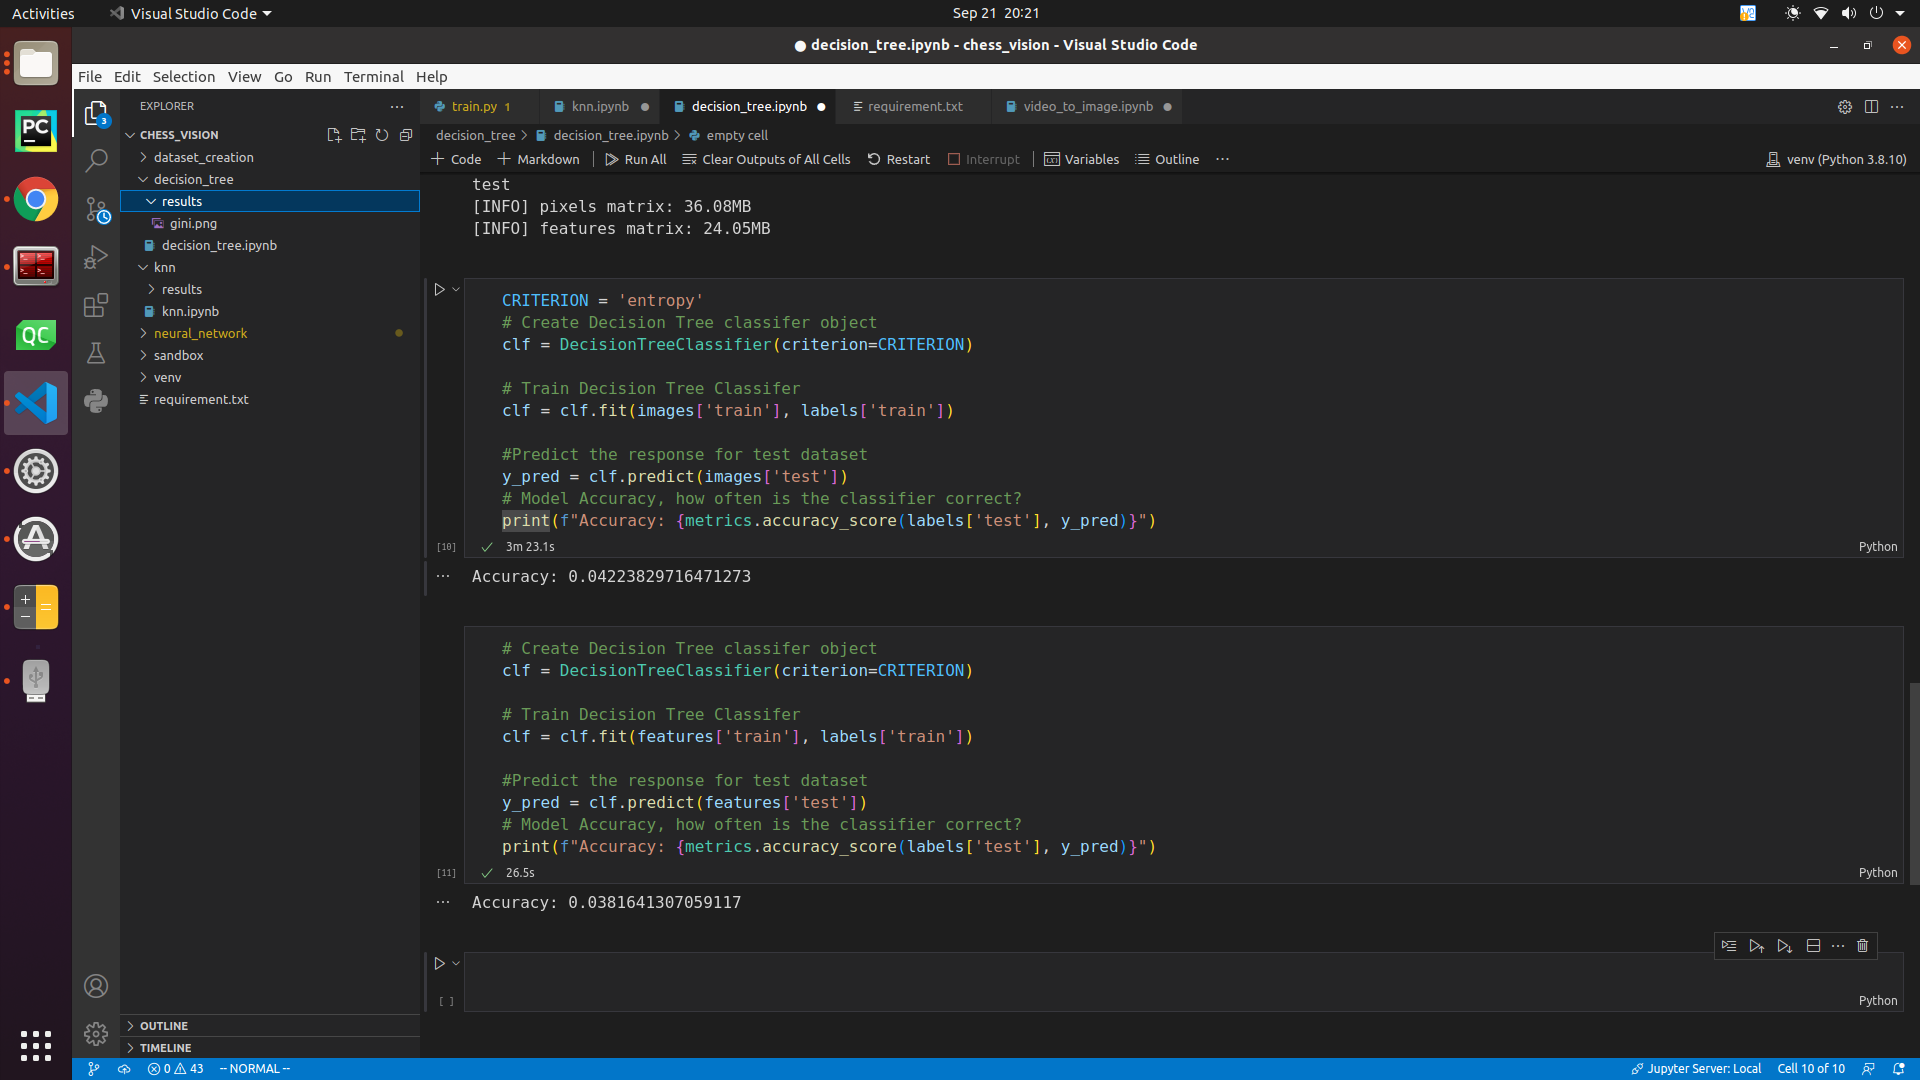 Activities
Visual Studio Code
Sep 21 20:21
● decision_tree.ipynb - chess_vision - Visual Studio Code
File Edit Selection View Go Run Terminal Help
EXPLORER
train.py 1
knn.ipynb
decision_tree.ipynb
requirement.txt
video_to_image.ipynb
CHESS_VISION
decision_tree > decision_tree.ipynb > empty cell
dataset_creation
Code
Markdown
Run All
Clear Outputs of All Cells
Restart
Interrupt
Variables
Outline
venv (Python 3.8.10)
decision_tree
results
gini.png
decision_tree.ipynb
knn
results
knn.ipynb
neural_network
sandbox
venv
requirement.txt
OUTLINE
TIMELINE
test
[INFO] pixels matrix: 36.08MB
[INFO] features matrix: 24.05MB
CRITERION = 'entropy'
# Create Decision Tree classifer object
clf = DecisionTreeClassifier(criterion=CRITERION)
# Train Decision Tree Classifer
clf = clf.fit(images['train'], labels['train'])
#Predict the response for test dataset
y_pred = clf.predict(images['test'])
# Model Accuracy, how often is the classifier correct?
print(f"Accuracy: {metrics.accuracy_score(labels['test'], y_pred)}")
[10]
3m 23.1s
Python
Accuracy: 0.04223829716471273
# Create Decision Tree classifer object
clf = DecisionTreeClassifier(criterion=CRITERION)
# Train Decision Tree Classifer
clf = clf.fit(features['train'], labels['train'])
#Predict the response for test dataset
y_pred = clf.predict(features['test'])
# Model Accuracy, how often is the classifier correct?
print(f"Accuracy: {metrics.accuracy_score(labels['test'], y_pred)}")
[11]
26.5s
Python
Accuracy: 0.0381641307059117
[ ]
Python
PC
QC
3
0 43
-- NORMAL --
Jupyter Server: Local
Cell 10 of 10